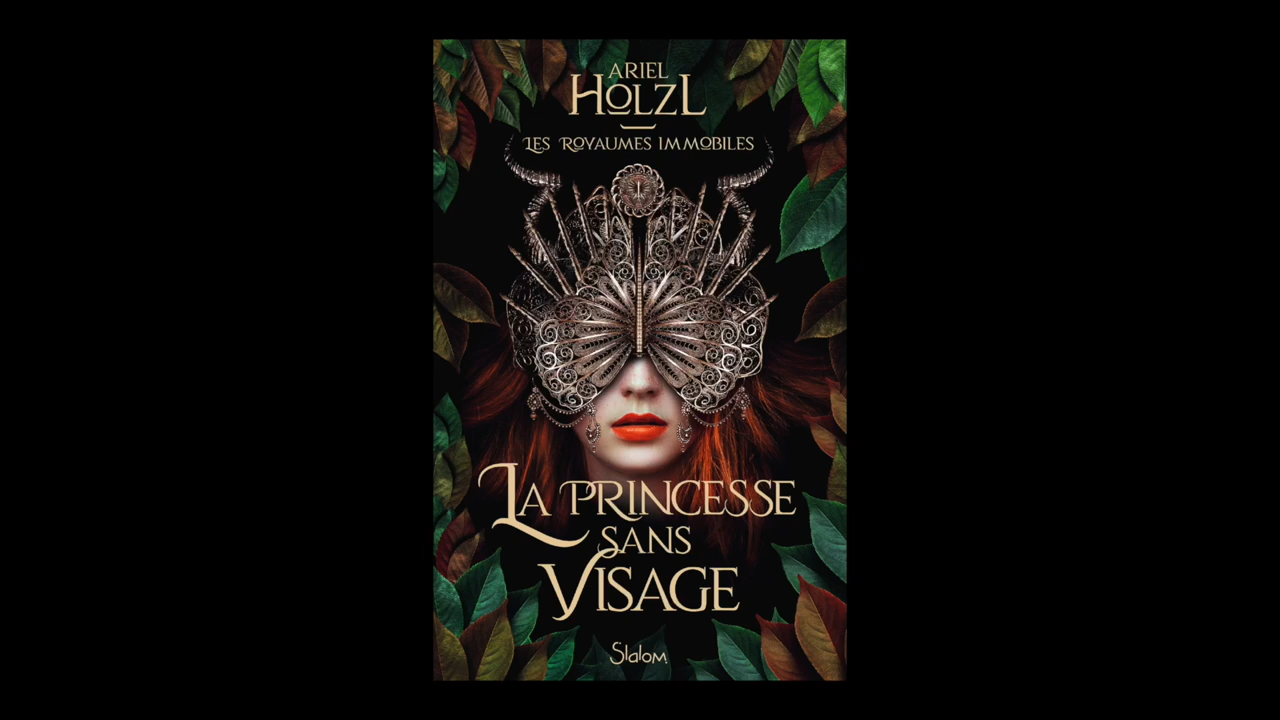 ARIEL
HOLZL
LES ROYAUMES IMMOBILES
LA PRINCESSE
SANS
VISAGE
Slalom